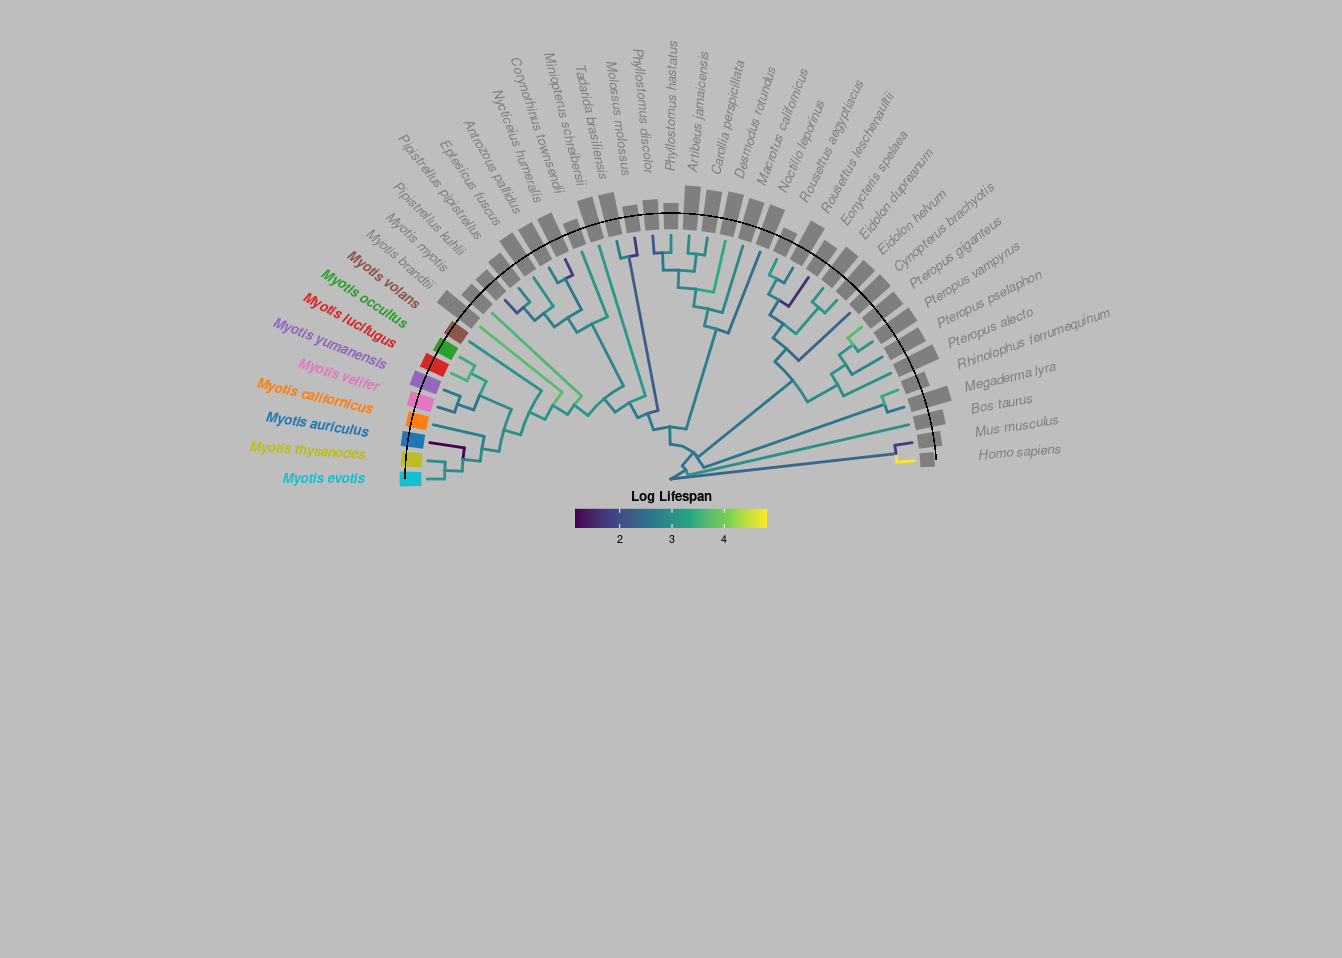 Myotis evotis
Myotis thysanodes
Myotis auriculus
Myotis californicus
Myotis velifer
Myotis yumanensis
Myotis lucifugus
Myotis occultus
Myotis volans
Myotis brandtii
Myotis myotis
Pipistrellus kuhlii
Pipistrellus pipistrellus
Eptesicus fuscus
Antrozous pallidus
Nycticeius humeralis
Corynorhinus townsendii
Miniopterus schreibersii
Tadarida brasiliensis
Molossus molossus
Phyllostomus discolor
Phyllostomus hastatus
Artibeus jamaicensis
Carollia perspicillata
Desmodus rotundus
Macrotus californicus
Noctilio leporinus
Rousettus aegyptiacus
Rousettus leschenaultii
Eonycteris spelaea
Eidolon dupreanum
Eidolon helvum
Cynopterus brachyotis
Pteropus giganteus
Pteropus vampyrus
Pteropus pselaphon
Pteropus alecto
Rhinolophus ferrumequinum
Megaderma lyra
Bos taurus
Mus musculus
Homo sapiens
Log Lifespan
2 3 4